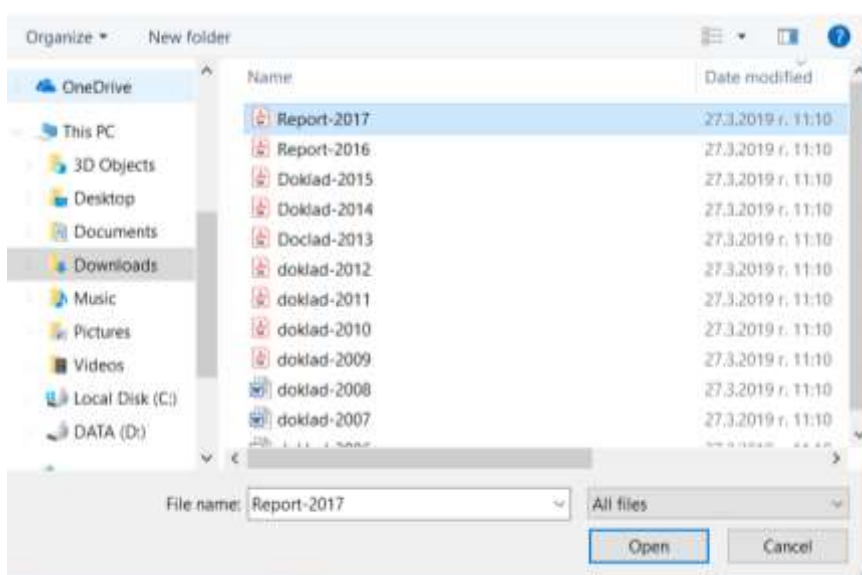 Organize New folder
Name Date modified
OneDrive
This PC
3D Objects
Desktop
Documents
Downloads
Music
Pictures
Videos
Local Disk (C:)
DATA (D:)
Report-2017 27.3.2019 г. 11:10
Report-2016 27.3.2019 г. 11:10
Doklad-2015 27.3.2019 г. 11:10
Doklad-2014 27.3.2019 г. 11:10
Doclad-2013 27.3.2019 г. 11:10
doklad-2012 27.3.2019 г. 11:10
doklad-2011 27.3.2019 г. 11:10
doklad-2010 27.3.2019 г. 11:10
doklad-2009 27.3.2019 г. 11:10
doklad-2008 27.3.2019 г. 11:10
doklad-2007 27.3.2019 г. 11:10
File name: Report-2017 All files
Open Cancel